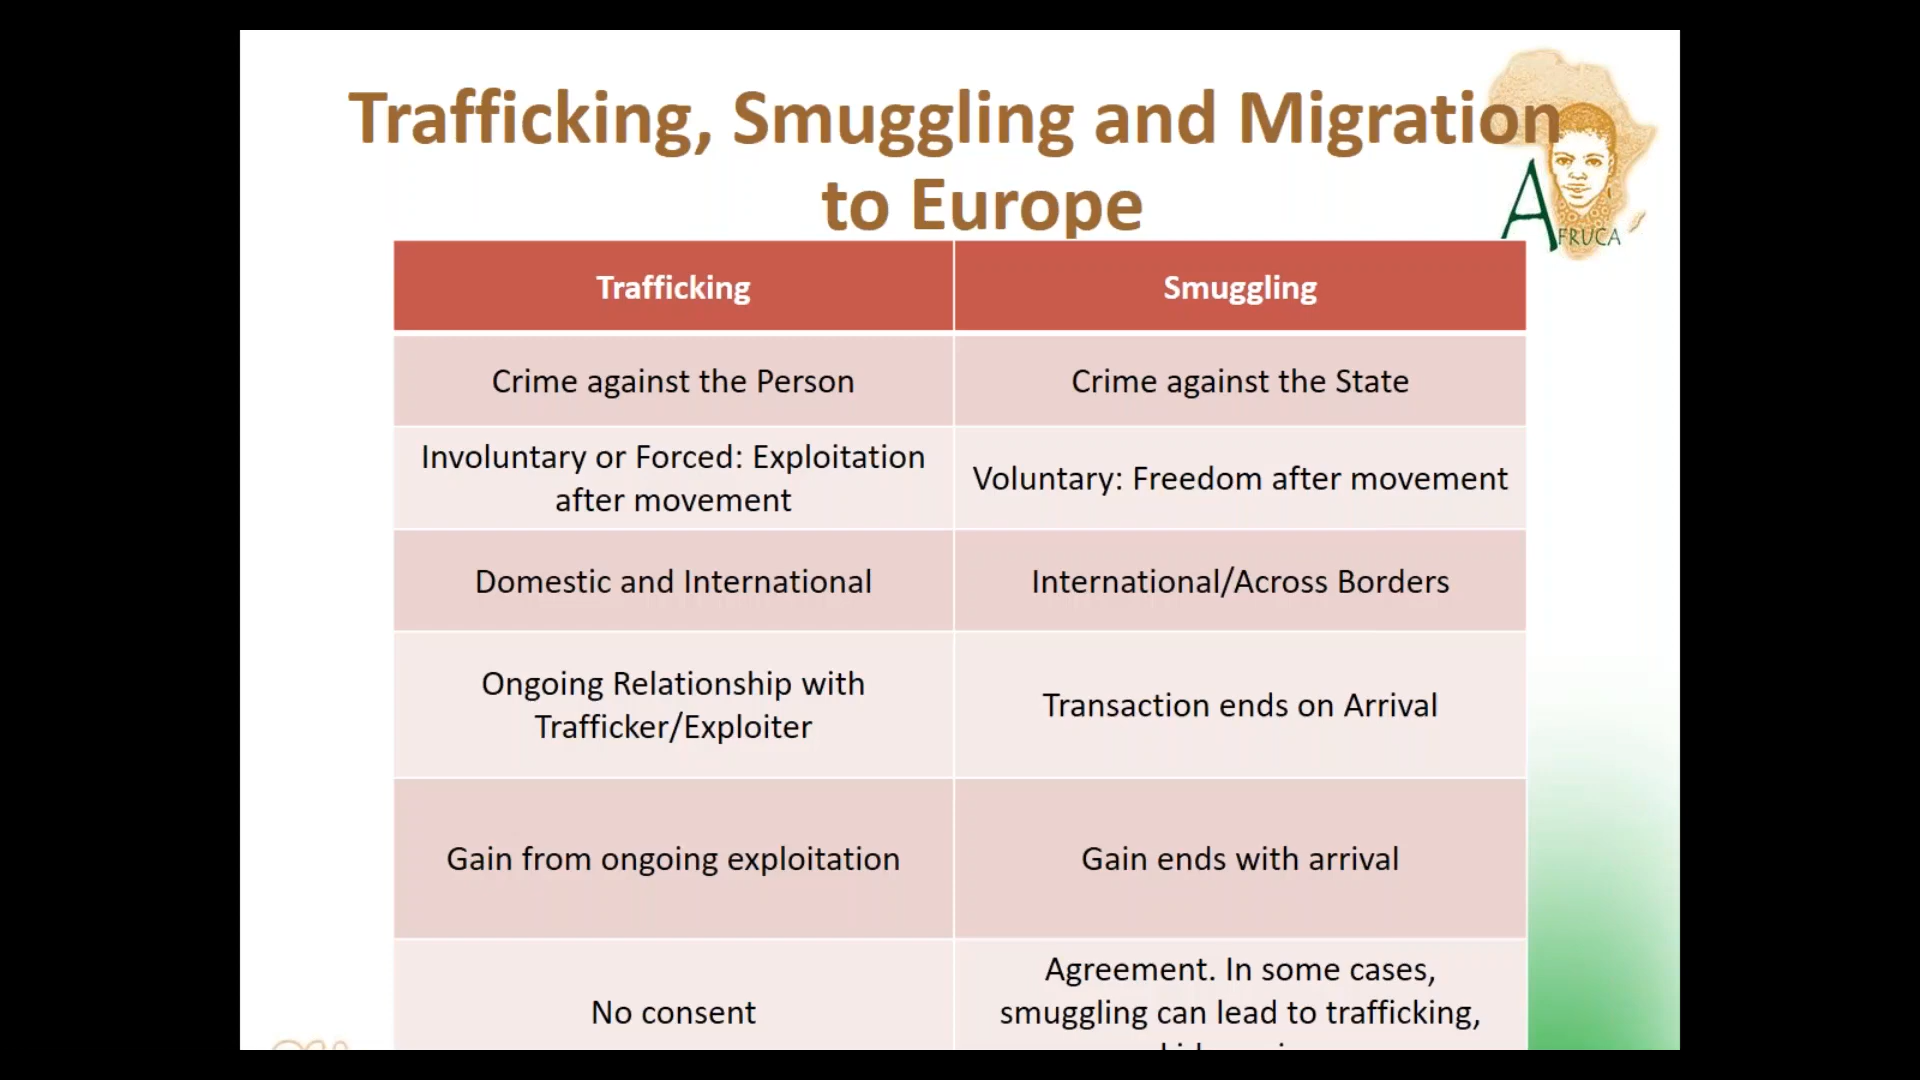 Trafficking, Smuggling and Migration
to Europe
AFRUCA
Trafficking
Smuggling
Crime against the Person
Crime against the State
Involuntary or Forced: Exploitation
after movement
Voluntary: Freedom after movement
Domestic and International
International/Across Borders
Ongoing Relationship with
Trafficker/Exploiter
Transaction ends on Arrival
Gain from ongoing exploitation
Gain ends with arrival
No consent
Agreement. In some cases,
smuggling can lead to trafficking,